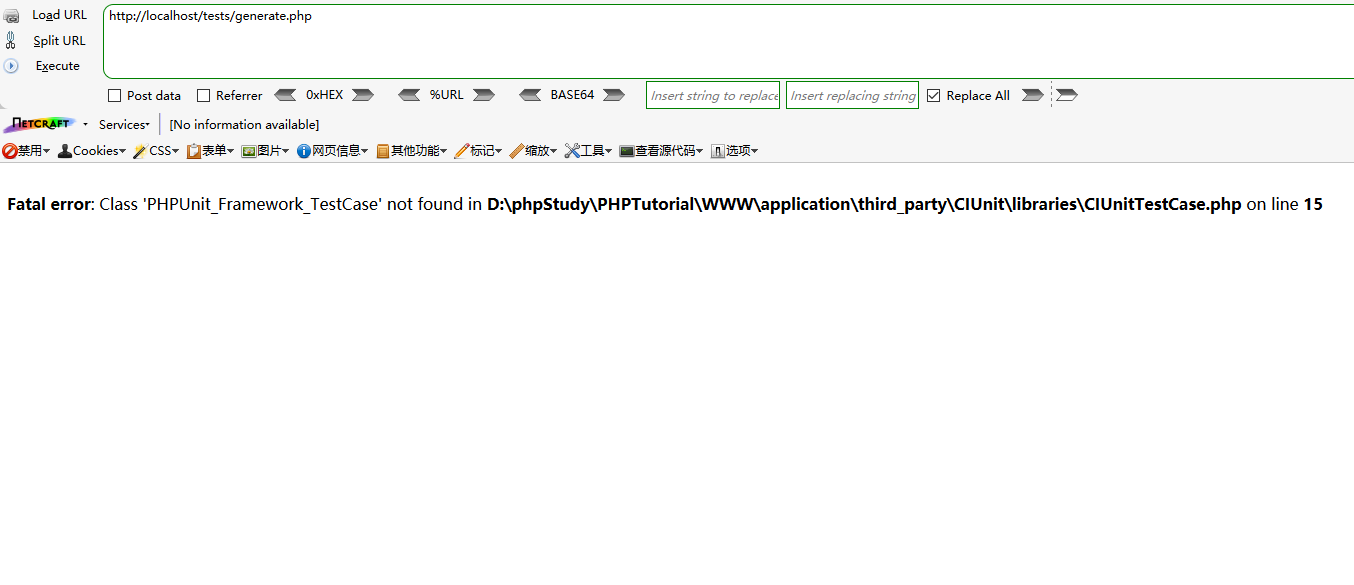 Load URL http://localhost/tests/generate.php
Split URL
Execute
Post data Referrer 0xHEX %URL BASE64 Insert string to replace Insert replacing string Replace All
NETCRAFT Services [No information available]
禁用 Cookies CSS 表单 图片 网页信息 其他功能 标记 缩放 工具 查看源代码 选项
Fatal error: Class 'PHPUnit_Framework_TestCase' not found in D:\phpStudy\PHPTutorial\WWW\application\third_party\CIUnit\libraries\CIUnitTestCase.php on line 15